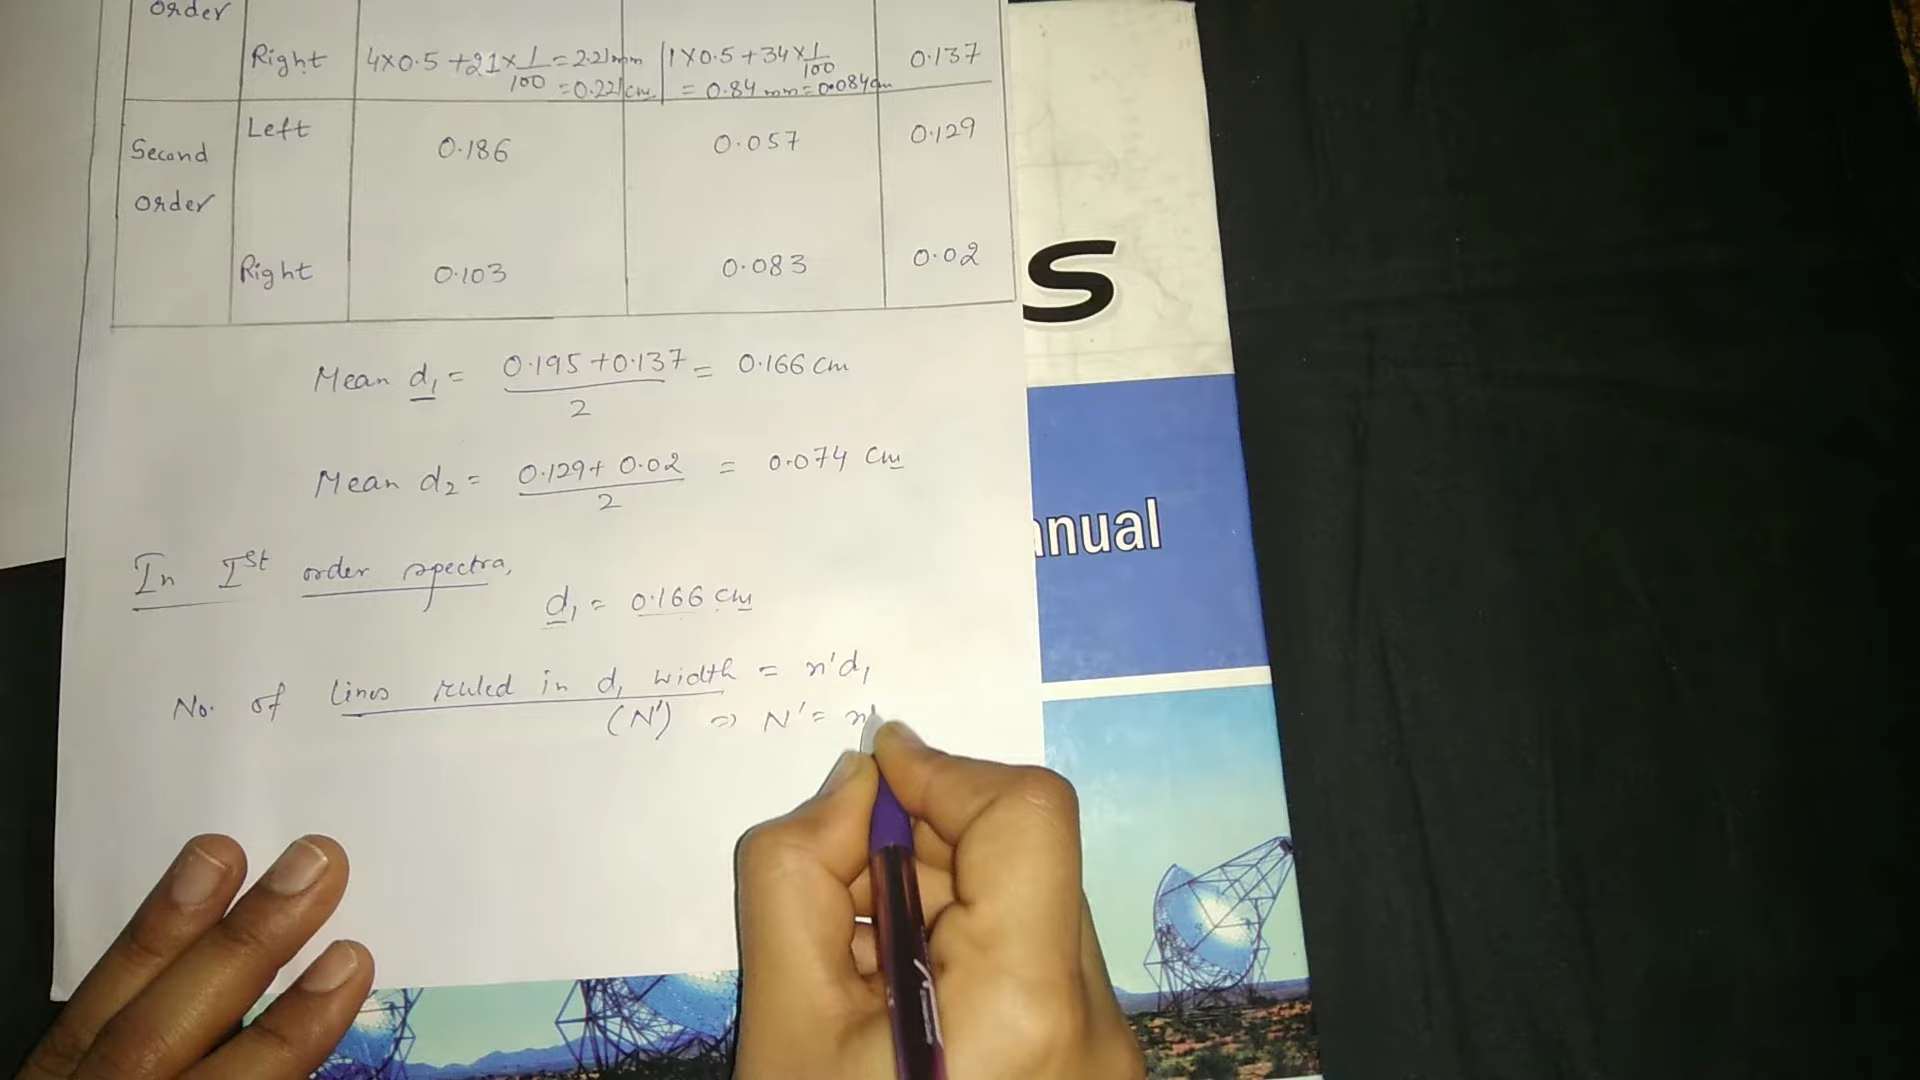 Order
Right 4×0.5 + 21 × 1/100 = 2.21mm 1×0.5 + 34 × 1/100 0.137
= 0.221cm = 0.84 mm = 0.084cm
Left 0.186 0.057 0.129
Second
Order
Right 0.103 0.083 0.02
Mean d₁ = (0.195 + 0.137)/2 = 0.166 cm
Mean d₂ = (0.129 + 0.02)/2 = 0.074 cm
In Ist order spectra,
d₁ = 0.166 cm
No. of lines ruled in d₁ width = n'd₁
(N') ⇒ N' = n'
S
anual